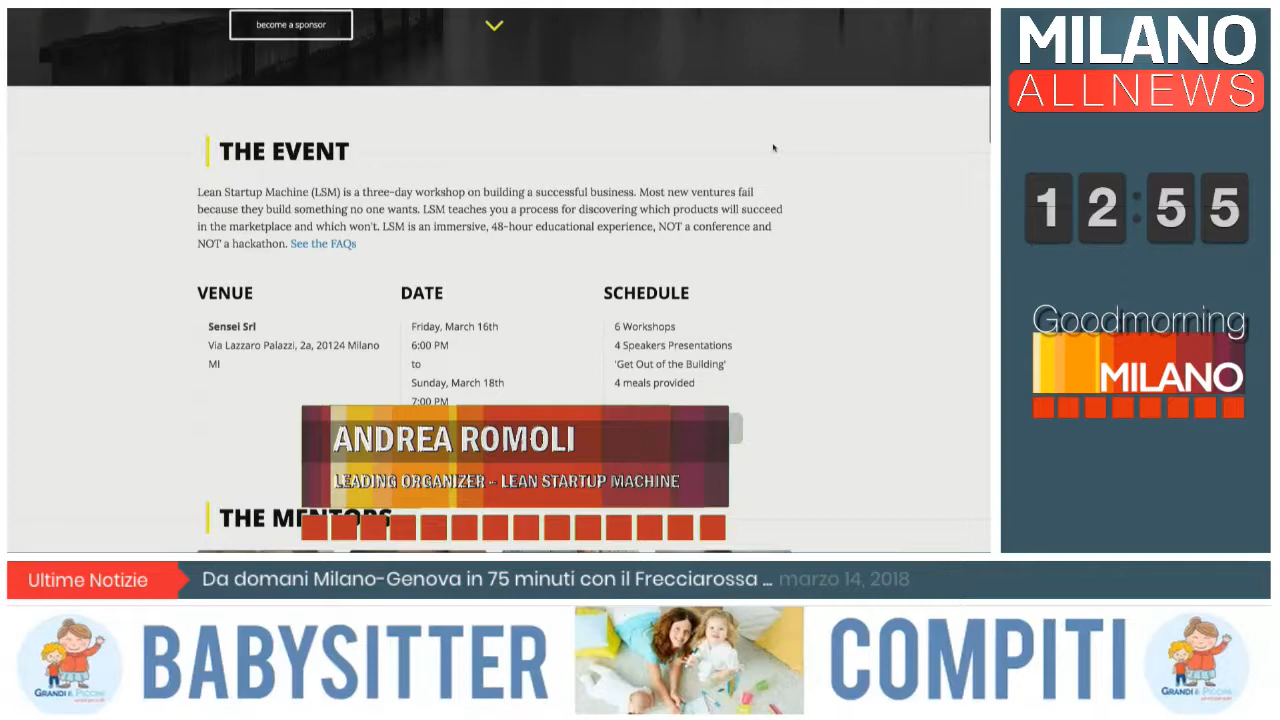 become a sponsor
THE EVENT
Lean Startup Machine (LSM) is a three-day workshop on building a successful business. Most new ventures fail
because they build something no one wants. LSM teaches you a process for discovering which products will succeed
in the marketplace and which won't. LSM is an immersive, 48-hour educational experience, NOT a conference and
NOT a hackathon. See the FAQs
VENUE
Sensei Srl
Via Lazzaro Palazzi, 2a, 20124 Milano
MI
DATE
Friday, March 16th
6:00 PM
to
Sunday, March 18th
7:00 PM
SCHEDULE
6 Workshops
4 Speakers Presentations
'Get Out of the Building'
4 meals provided
ANDREA ROMOLI
LEADING ORGANIZER - LEAN STARTUP MACHINE
THE MENTORS
MILANO
ALLNEWS
12:55
Goodmorning
MILANO
Ultime Notizie
Da domani Milano-Genova in 75 minuti con il Frecciarossa ... marzo 14, 2018
GRANDI E PICCINI
BABYSITTER
COMPITI
GRANDI E PICCINI